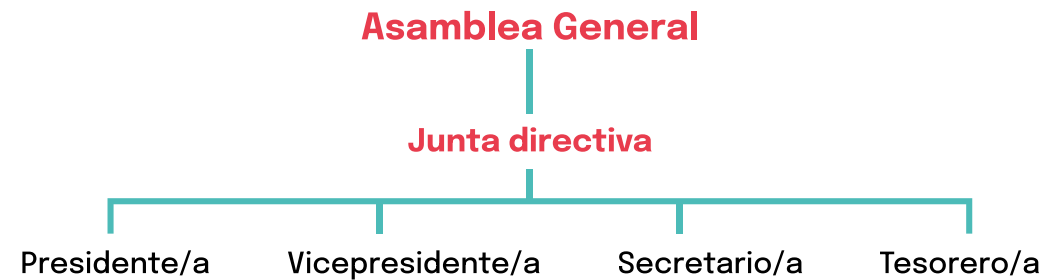 Asamblea General
Junta directiva
Presidente/a Vicepresidente/a Secretario/a Tesorero/a